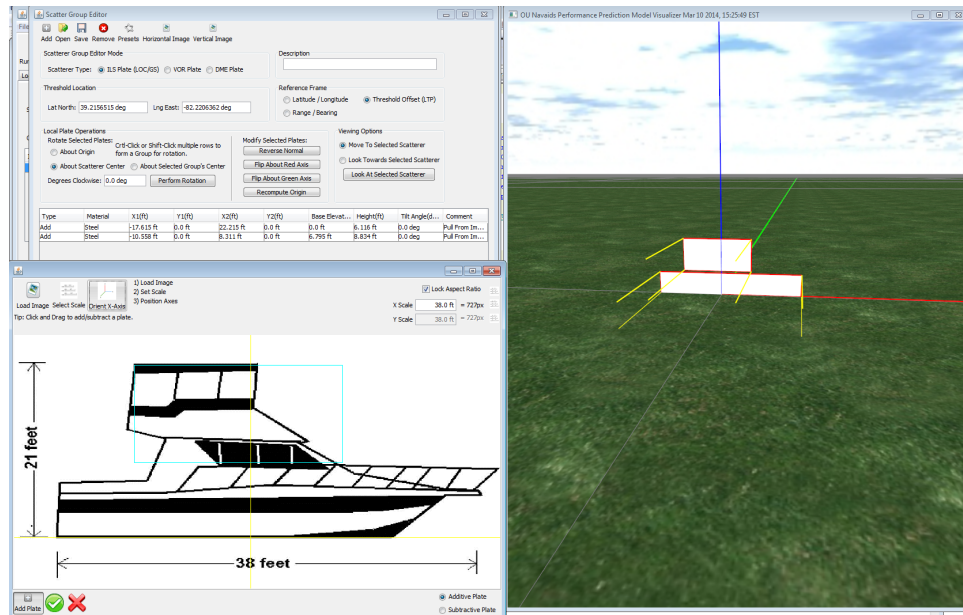 Scatter Group Editor
File
Add Open Save Remove Presets Horizontal Image Vertical Image
Scatterer Group Editor Mode
Scatterer Type: ILS Plate (LOC/GS) VOR Plate DME Plate
Description
Threshold Location
Lat North: 39.2156515 deg Lng East: -82.2206362 deg
Reference Frame
Latitude / Longitude Threshold Offset (LTP)
Range / Bearing
Local Plate Operations
Rotate Selected Plates: Crtl-Click or Shift-Click multiple rows to
form a Group for rotation.
About Origin
About Scatterer Center About Selected Group's Center
Degrees Clockwise: 0.0 deg Perform Rotation
Modify Selected Plates:
Reverse Normal
Flip About Red Axis
Flip About Green Axis
Recompute Origin
Viewing Options
Move To Selected Scatterer
Look Towards Selected Scatterer
Look At Selected Scatterer
Type Material X1(ft) Y1(ft) X2(ft) Y2(ft) Base Elevat... Height(ft) Tilt Angle(d... Comment
Add Steel -17.615 ft 0.0 ft 22.215 ft 0.0 ft 0.0 ft 6.116 ft 0.0 deg Pull From Im...
Add Steel -10.558 ft 0.0 ft 8.311 ft 0.0 ft 6.795 ft 8.834 ft 0.0 deg Pull From Im...
Load Image Select Scale Orient X-Axis
1) Load Image
2) Set Scale
3) Position Axes
Tip: Click and Drag to add/subtract a plate.
Lock Aspect Ratio
X Scale 38.0 ft = 727px
Y Scale 38.0 ft = 727px
21 feet
38 feet
Add Plate
Additive Plate
Subtractive Plate
OU Navaids Performance Prediction Model Visualizer Mar 10 2014, 15:25:49 EST